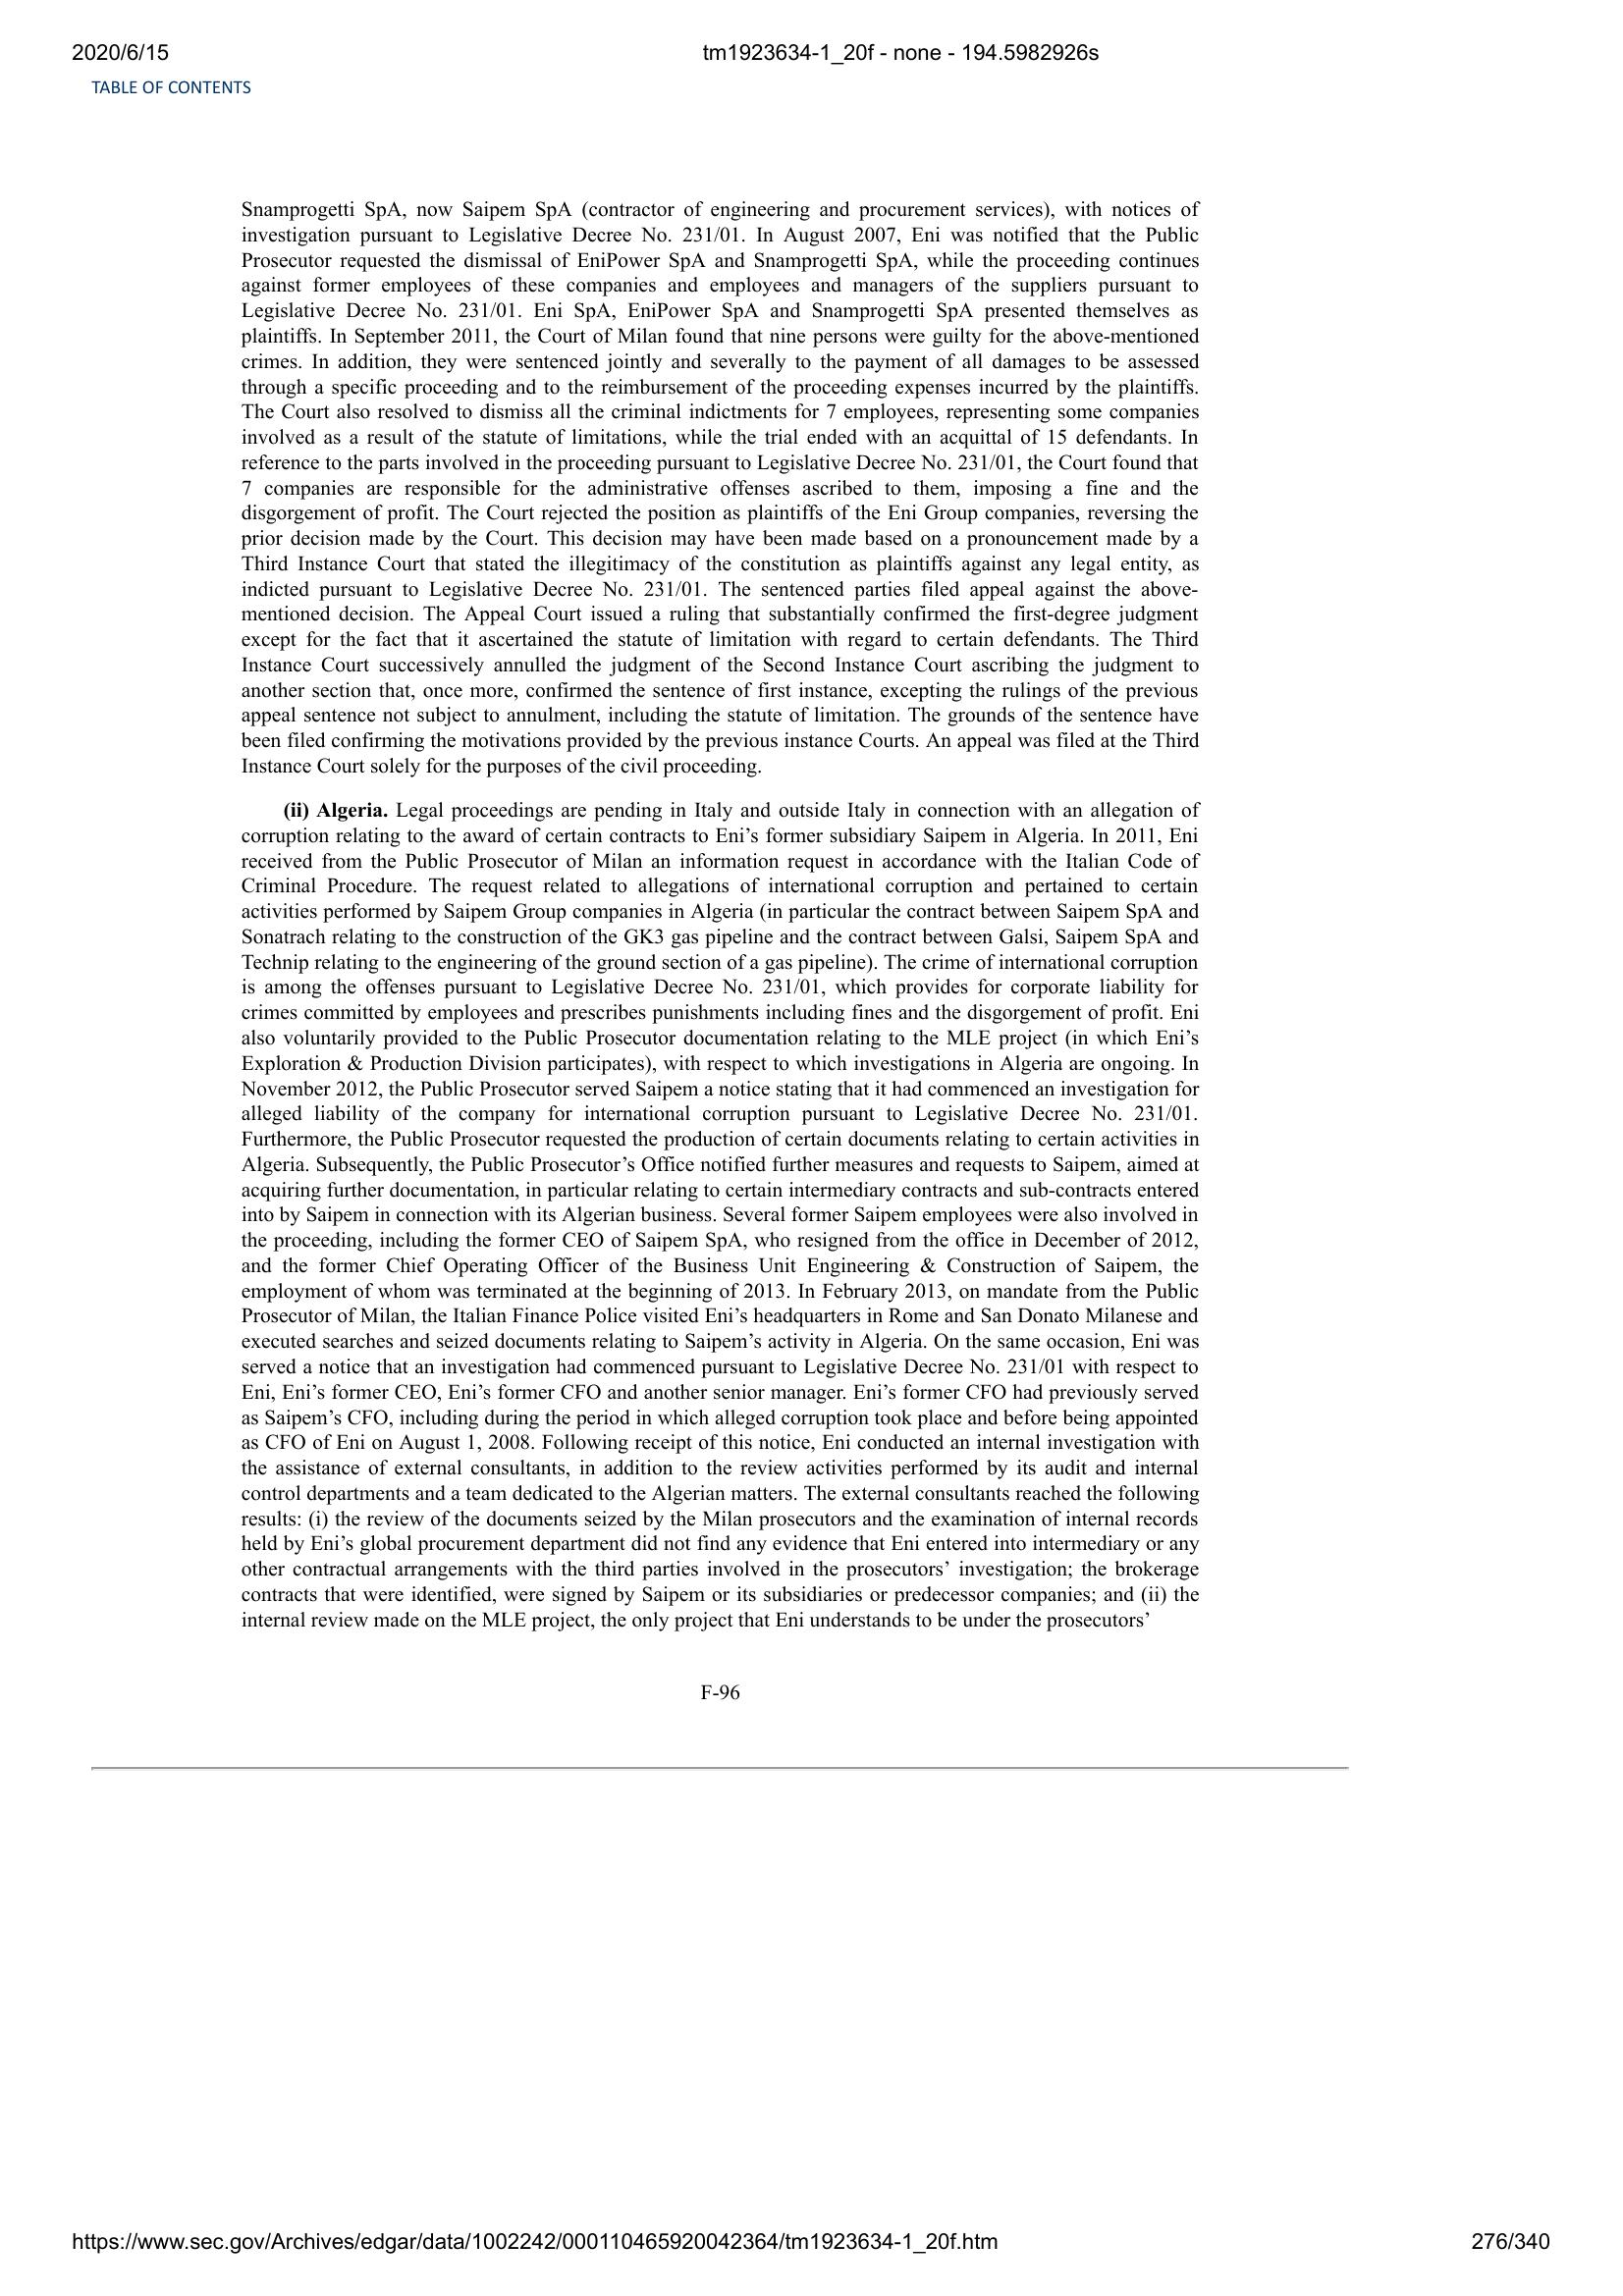 2020/6/15
tm1923634-1_20f - none - 194.5982926s
TABLE OF CONTENTS
Snamprogetti SpA, now Saipem SpA (contractor of engineering and procurement services), with notices of
investigation pursuant to Legislative Decree No. 231/01. In August 2007, Eni was notified that the Public
Prosecutor requested the dismissal of EniPower SpA and Snamprogetti SpA, while the proceeding continues
against former employees of these companies and employees and managers of the suppliers pursuant to
Legislative Decree No. 231/01. Eni SpA, EniPower SpA and Snamprogetti SpA presented themselves as
plaintiffs. In September 2011, the Court of Milan found that nine persons were guilty for the above-mentioned
crimes. In addition, they were sentenced jointly and severally to the payment of all damages to be assessed
through a specific proceeding and to the reimbursement of the proceeding expenses incurred by the plaintiffs.
The Court also resolved to dismiss all the criminal indictments for 7 employees, representing some companies
involved as a result of the statute of limitations, while the trial ended with an acquittal of 15 defendants. In
reference to the parts involved in the proceeding pursuant to Legislative Decree No. 231/01, the Court found that
7 companies are responsible for the administrative offenses ascribed to them, imposing a fine and the
disgorgement of profit. The Court rejected the position as plaintiffs of the Eni Group companies, reversing the
prior decision made by the Court. This decision may have been made based on a pronouncement made by a
Third Instance Court that stated the illegitimacy of the constitution as plaintiffs against any legal entity, as
indicted pursuant to Legislative Decree No. 231/01. The sentenced parties filed appeal against the above-
mentioned decision. The Appeal Court issued a ruling that substantially confirmed the first-degree judgment
except for the fact that it ascertained the statute of limitation with regard to certain defendants. The Third
Instance Court successively annulled the judgment of the Second Instance Court ascribing the judgment to
another section that, once more, confirmed the sentence of first instance, excepting the rulings of the previous
appeal sentence not subject to annulment, including the statute of limitation. The grounds of the sentence have
been filed confirming the motivations provided by the previous instance Courts. An appeal was filed at the Third
Instance Court solely for the purposes of the civil proceeding.
(ii) Algeria. Legal proceedings are pending in Italy and outside Italy in connection with an allegation of
corruption relating to the award of certain contracts to Eni’s former subsidiary Saipem in Algeria. In 2011, Eni
received from the Public Prosecutor of Milan an information request in accordance with the Italian Code of
Criminal Procedure. The request related to allegations of international corruption and pertained to certain
activities performed by Saipem Group companies in Algeria (in particular the contract between Saipem SpA and
Sonatrach relating to the construction of the GK3 gas pipeline and the contract between Galsi, Saipem SpA and
Technip relating to the engineering of the ground section of a gas pipeline). The crime of international corruption
is among the offenses pursuant to Legislative Decree No. 231/01, which provides for corporate liability for
crimes committed by employees and prescribes punishments including fines and the disgorgement of profit. Eni
also voluntarily provided to the Public Prosecutor documentation relating to the MLE project (in which Eni’s
Exploration & Production Division participates), with respect to which investigations in Algeria are ongoing. In
November 2012, the Public Prosecutor served Saipem a notice stating that it had commenced an investigation for
alleged liability of the company for international corruption pursuant to Legislative Decree No. 231/01.
Furthermore, the Public Prosecutor requested the production of certain documents relating to certain activities in
Algeria. Subsequently, the Public Prosecutor’s Office notified further measures and requests to Saipem, aimed at
acquiring further documentation, in particular relating to certain intermediary contracts and sub-contracts entered
into by Saipem in connection with its Algerian business. Several former Saipem employees were also involved in
the proceeding, including the former CEO of Saipem SpA, who resigned from the office in December of 2012,
and the former Chief Operating Officer of the Business Unit Engineering & Construction of Saipem, the
employment of whom was terminated at the beginning of 2013. In February 2013, on mandate from the Public
Prosecutor of Milan, the Italian Finance Police visited Eni’s headquarters in Rome and San Donato Milanese and
executed searches and seized documents relating to Saipem’s activity in Algeria. On the same occasion, Eni was
served a notice that an investigation had commenced pursuant to Legislative Decree No. 231/01 with respect to
Eni, Eni’s former CEO, Eni’s former CFO and another senior manager. Eni’s former CFO had previously served
as Saipem’s CFO, including during the period in which alleged corruption took place and before being appointed
as CFO of Eni on August 1, 2008. Following receipt of this notice, Eni conducted an internal investigation with
the assistance of external consultants, in addition to the review activities performed by its audit and internal
control departments and a team dedicated to the Algerian matters. The external consultants reached the following
results: (i) the review of the documents seized by the Milan prosecutors and the examination of internal records
held by Eni’s global procurement department did not find any evidence that Eni entered into intermediary or any
other contractual arrangements with the third parties involved in the prosecutors’ investigation; the brokerage
contracts that were identified, were signed by Saipem or its subsidiaries or predecessor companies; and (ii) the
internal review made on the MLE project, the only project that Eni understands to be under the prosecutors’
F-96
https://www.sec.gov/Archives/edgar/data/1002242/000110465920042364/tm1923634-1_20f.htm
276/340